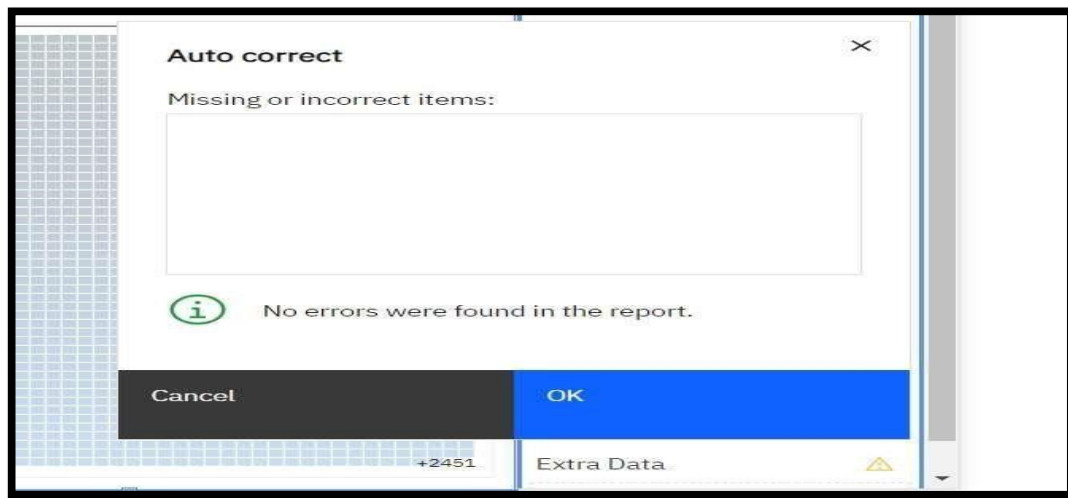 Auto correct
Missing or incorrect items:
No errors were found in the report.
Cancel
OK
+2451
Extra Data